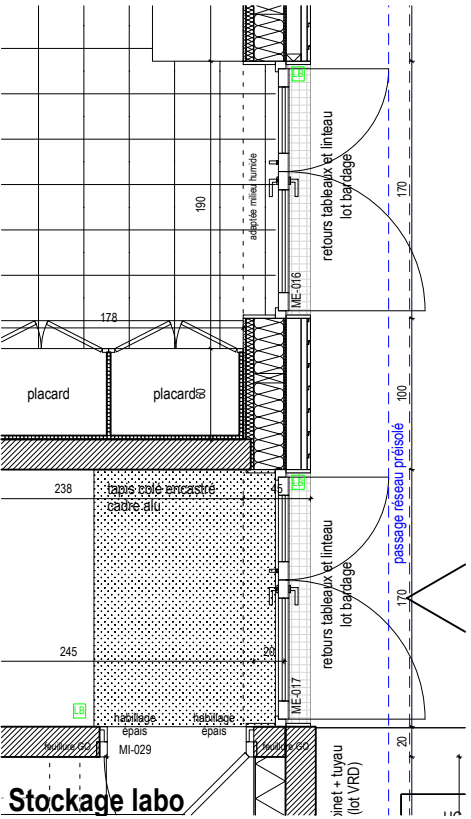 LB
190
adaptée milieu humide
retours tableaux et linteau
lot bardage
170
ME-016
178
placard
placard
60
100
passage réseau préisolé
238
tapis collé encastré
cadre alu
45
LB
retours tableaux et linteau
lot bardage
170
245
20
ME-017
LB
habillage
épais
habillage
épais
feuillure GO
MI-029
feuillure GO
20
Stockage labo
binet + tuyau
(lot VRD)